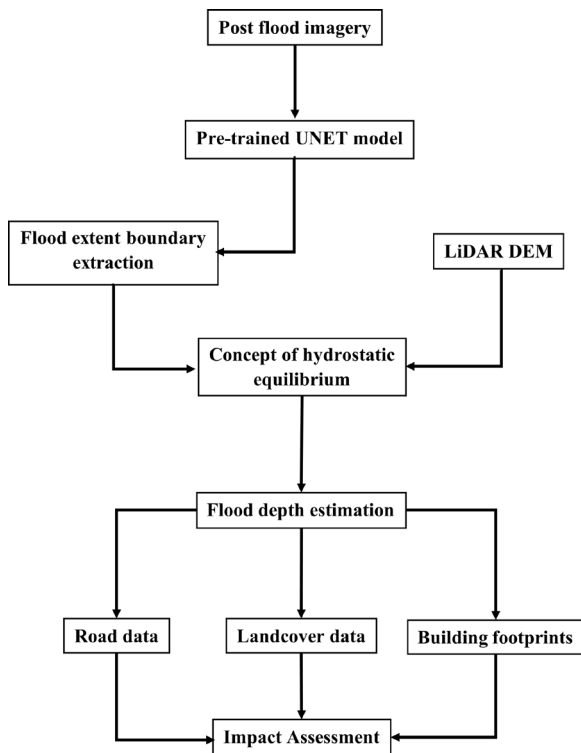 Post flood imagery
Pre-trained UNET model
Flood extent boundary
extraction
LiDAR DEM
Concept of hydrostatic
equilibrium
Flood depth estimation
Road data
Landcover data
Building footprints
Impact Assessment